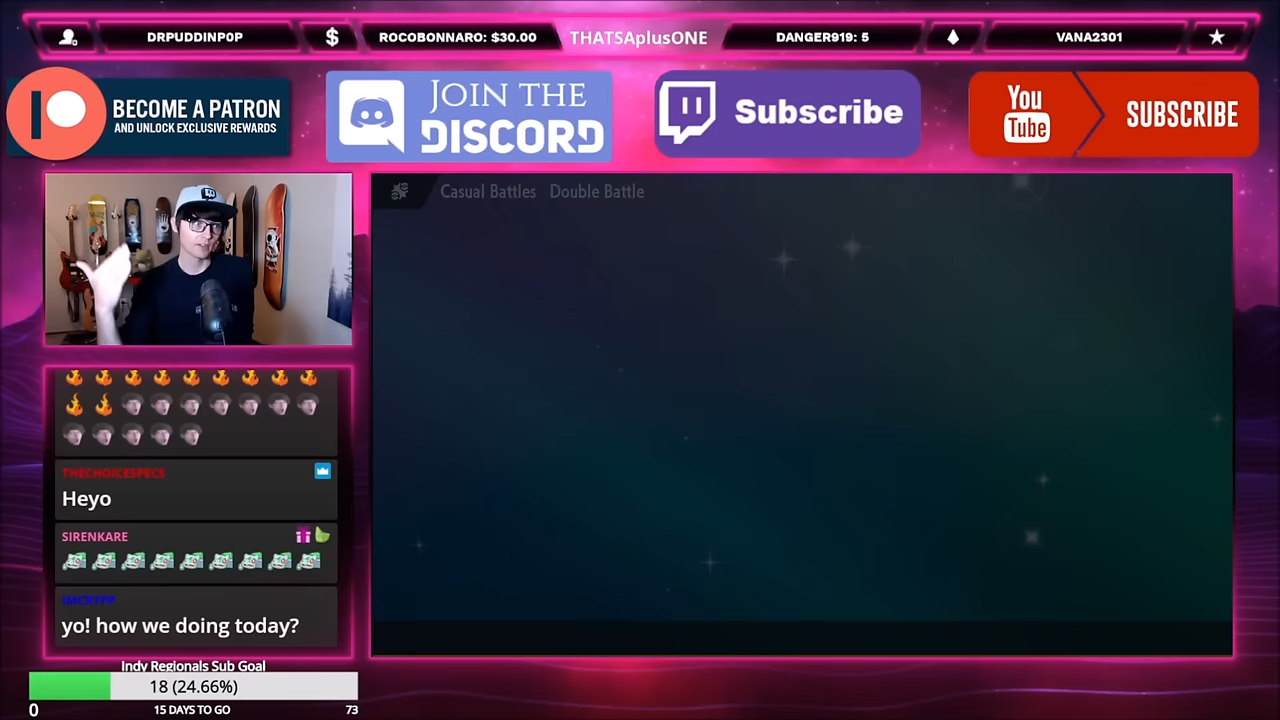 DRPUDDINP0P
$
ROCOBONNARO: $30.00
THATSAplusONE
DANGER919: 5
VANA2301
BECOME A PATRON
AND UNLOCK EXCLUSIVE REWARDS
JOIN THE
DISCORD
Subscribe
You
Tube
SUBSCRIBE
Casual Battles Double Battle
THECHOICESPECS
Heyo
SIRENKARE
IMCRYPP
yo! how we doing today?
Indy Regionals Sub Goal
18 (24.66%)
0
15 DAYS TO GO
73